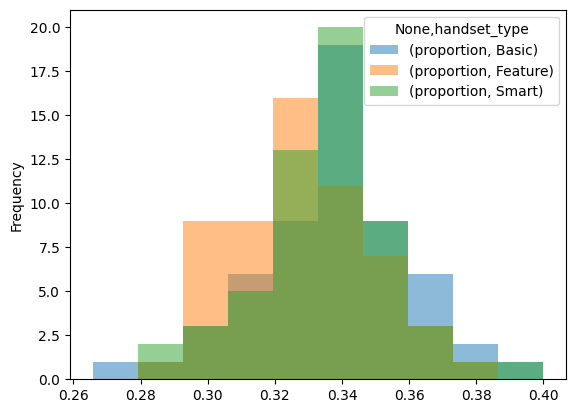 None,handset_type
(proportion, Basic)
(proportion, Feature)
(proportion, Smart)
Frequency
20.0
17.5
15.0
12.5
10.0
7.5
5.0
2.5
0.0
0.26 0.28 0.30 0.32 0.34 0.36 0.38 0.40